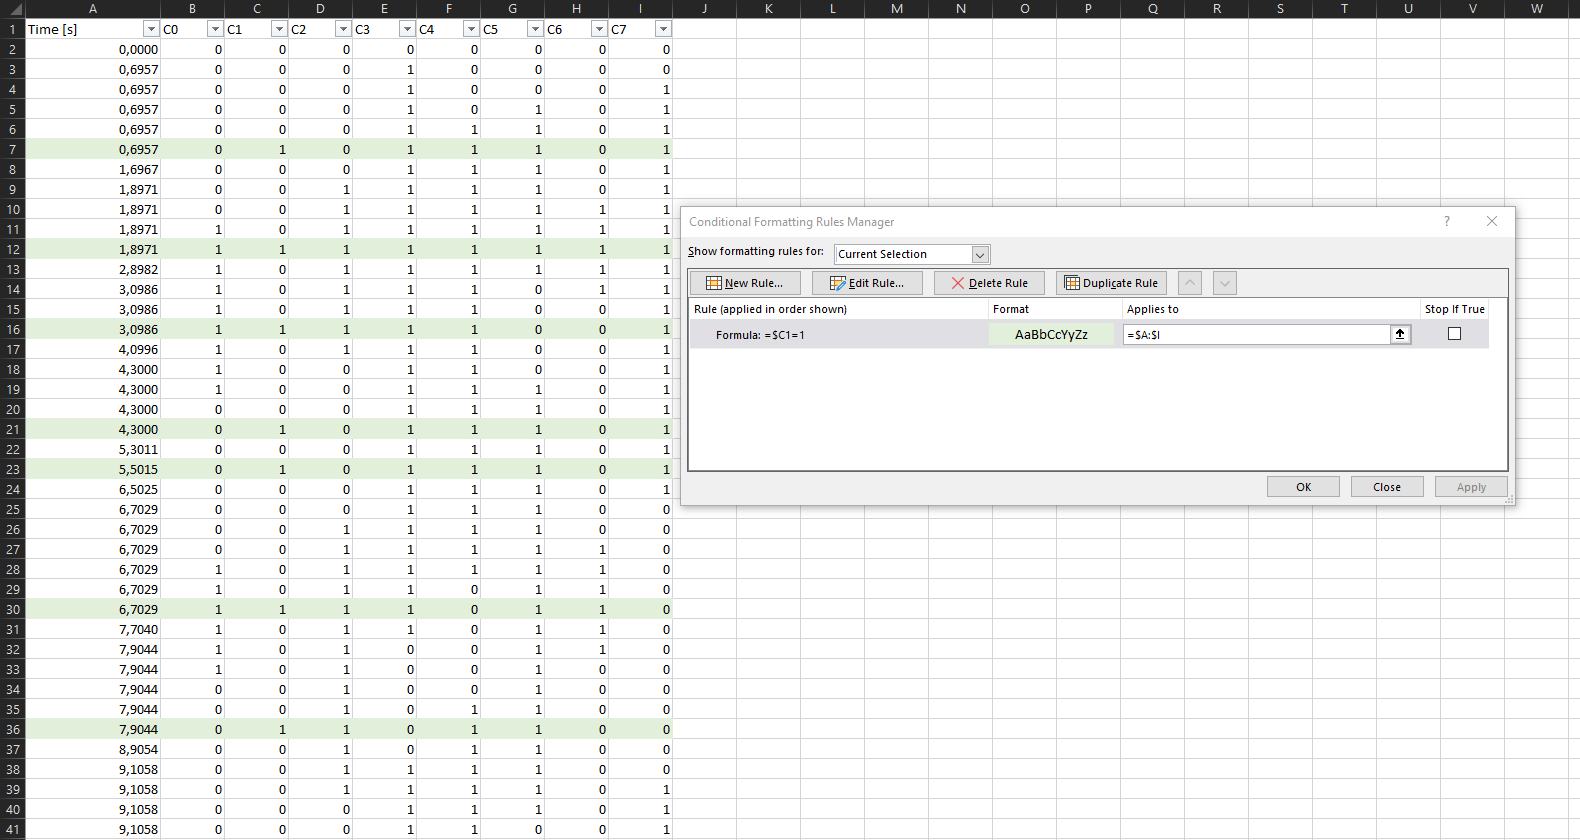 A B C D E F G H I J K L M N O P Q R S T U V W
1 Time [s] C0 C1 C2 C3 C4 C5 C6 C7
2 0,0000 0 0 0 0 0 0 0 0
3 0,6957 0 0 0 1 0 0 0 0
4 0,6957 0 0 0 1 0 0 0 1
5 0,6957 0 0 0 1 0 1 0 1
6 0,6957 0 0 0 1 1 1 0 1
7 0,6957 0 1 0 1 1 1 0 1
8 1,6967 0 0 0 1 1 1 0 1
9 1,8971 0 0 1 1 1 1 0 1
10 1,8971 0 0 1 1 1 1 1 1
11 1,8971 1 0 1 1 1 1 1 1
12 1,8971 1 1 1 1 1 1 1 1
13 2,8982 1 0 1 1 1 1 1 1
14 3,0986 1 0 1 1 1 1 0 1
15 3,0986 1 0 1 1 1 0 0 1
16 3,0986 1 1 1 1 1 0 0 1
17 4,0996 1 0 1 1 1 0 0 1
18 4,3000 1 0 0 1 1 1 0 1
19 4,3000 1 0 0 1 1 1 0 1
20 4,3000 0 0 0 1 1 1 0 1
21 4,3000 0 1 0 1 1 1 0 1
22 5,3011 0 0 0 1 1 1 0 1
23 5,5015 0 1 0 1 1 1 0 1
24 6,5025 0 0 0 1 1 1 0 1
25 6,7029 0 0 0 1 1 1 0 0
26 6,7029 0 0 1 1 1 1 0 0
27 6,7029 0 0 1 1 1 1 1 0
28 6,7029 1 0 1 1 1 1 1 0
29 6,7029 1 0 1 1 0 1 1 0
30 6,7029 1 1 1 1 0 1 1 0
31 7,7040 1 0 1 1 0 1 1 0
32 7,9044 1 0 1 0 0 1 1 0
33 7,9044 1 0 1 0 0 1 0 0
34 7,9044 0 0 1 0 0 1 0 0
35 7,9044 0 0 1 0 1 1 0 0
36 7,9044 0 1 1 0 1 1 0 0
37 8,9054 0 0 1 0 1 1 0 0
38 9,1058 0 0 1 1 1 1 0 0
39 9,1058 0 0 1 1 1 1 0 1
40 9,1058 0 0 0 1 1 1 0 1
41 9,1058 0 0 0 1 1 0 0 1
Conditional Formatting Rules Manager ?
Show formatting rules for: Current Selection
New Rule... Edit Rule... Delete Rule Duplicate Rule
Rule (applied in order shown) Format Applies to Stop If True
Formula: =$C1=1 AaBbCcYyZz =$A:$I
OK Close Apply